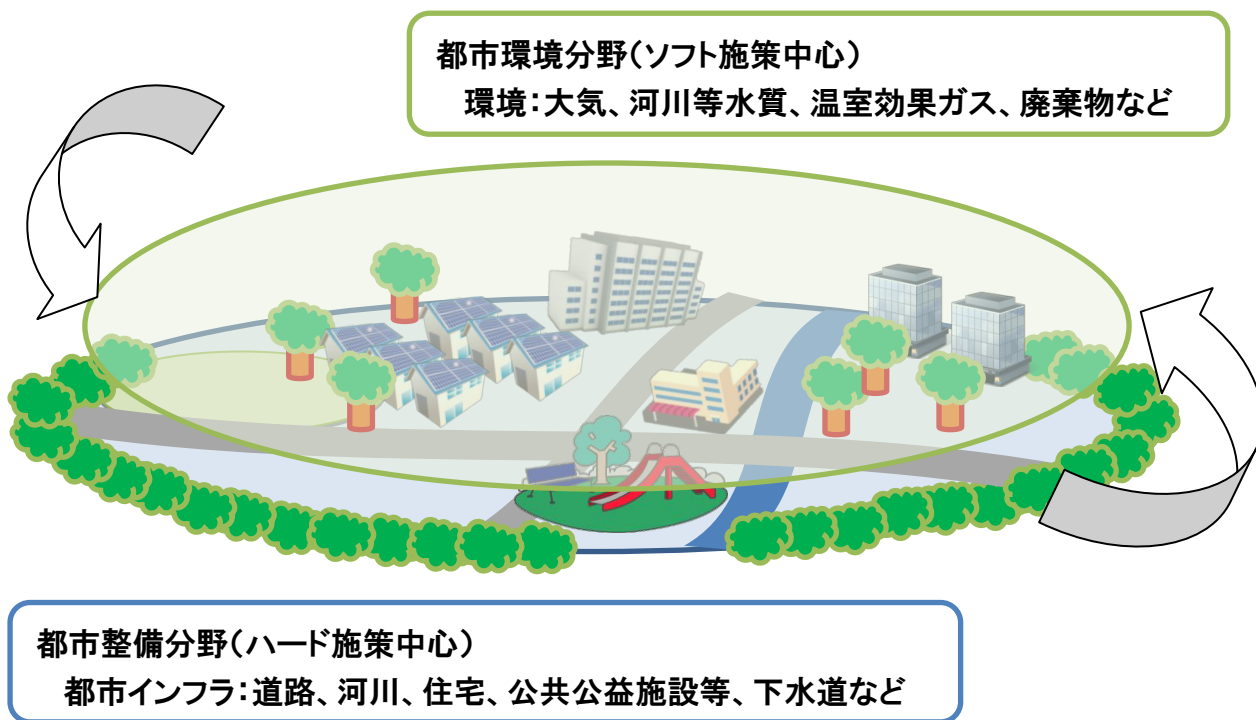 都市環境分野(ソフト施策中心)
環境:大気、河川等水質、温室効果ガス、廃棄物など
都市整備分野(ハード施策中心)
都市インフラ:道路、河川、住宅、公共公益施設等、下水道など